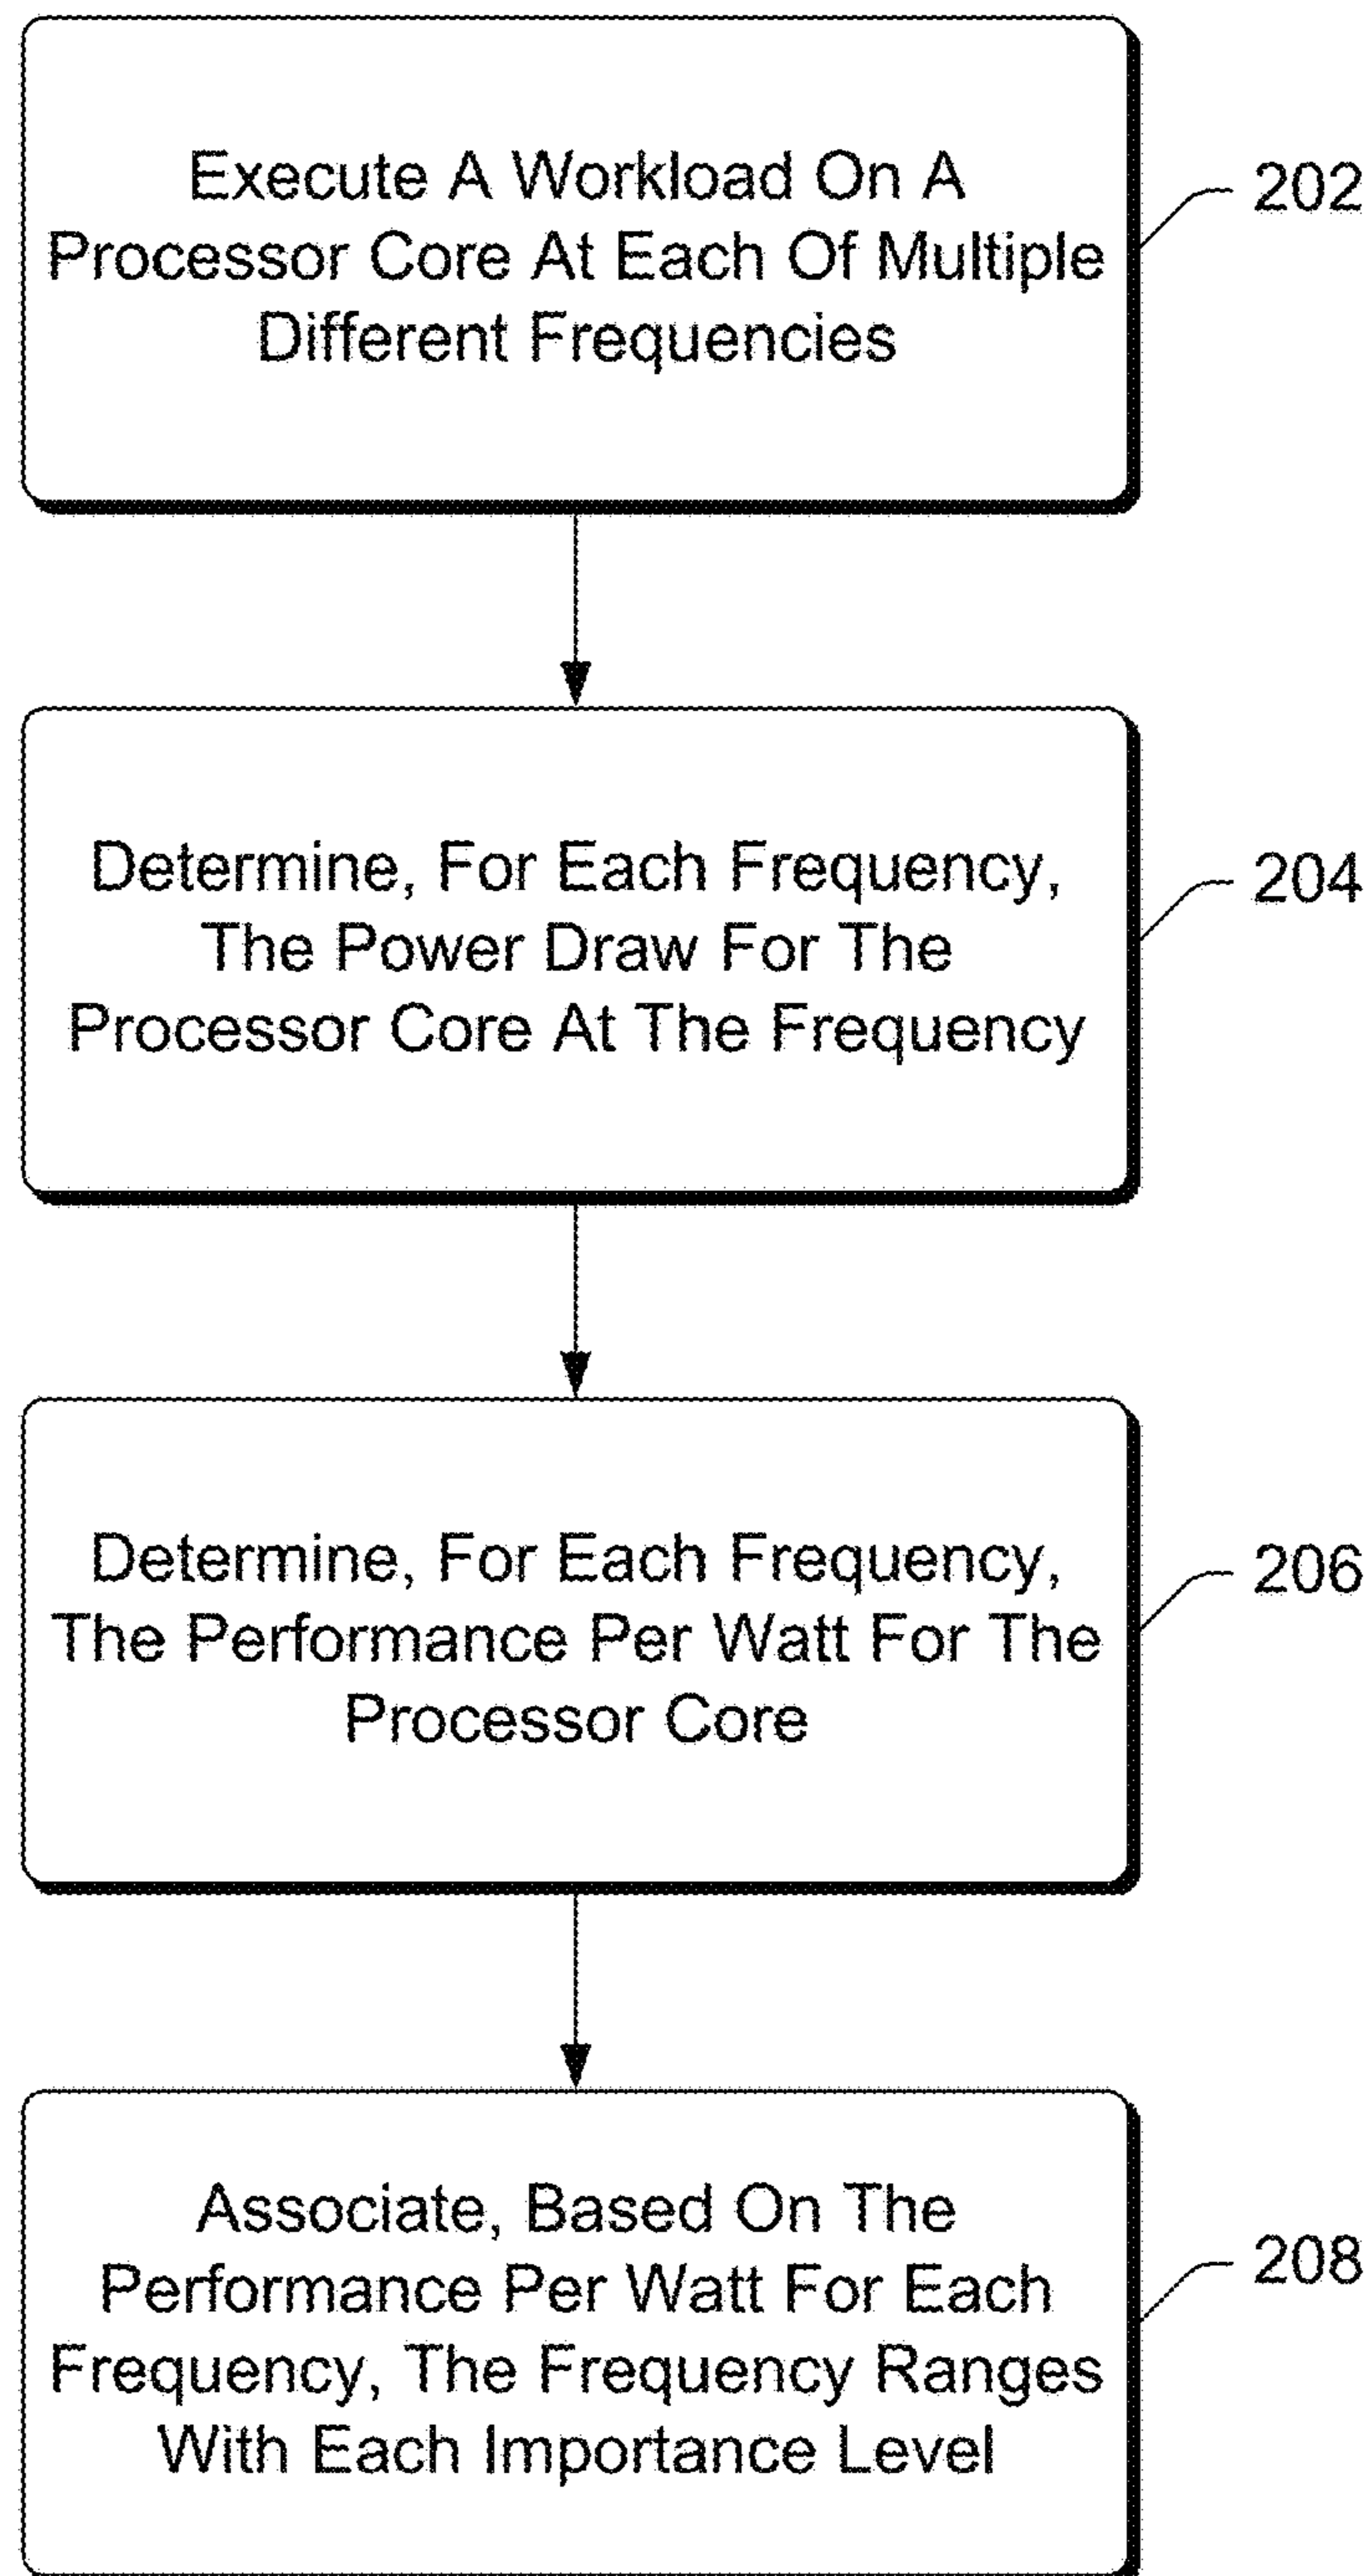 Execute A Workload On A
Processor Core At Each Of Multiple
Different Frequencies
202
Determine, For Each Frequency,
The Power Draw For The
Processor Core At The Frequency
204
Determine, For Each Frequency,
The Performance Per Watt For The
Processor Core
206
Associate, Based On The
Performance Per Watt For Each
Frequency, The Frequency Ranges
With Each Importance Level
208